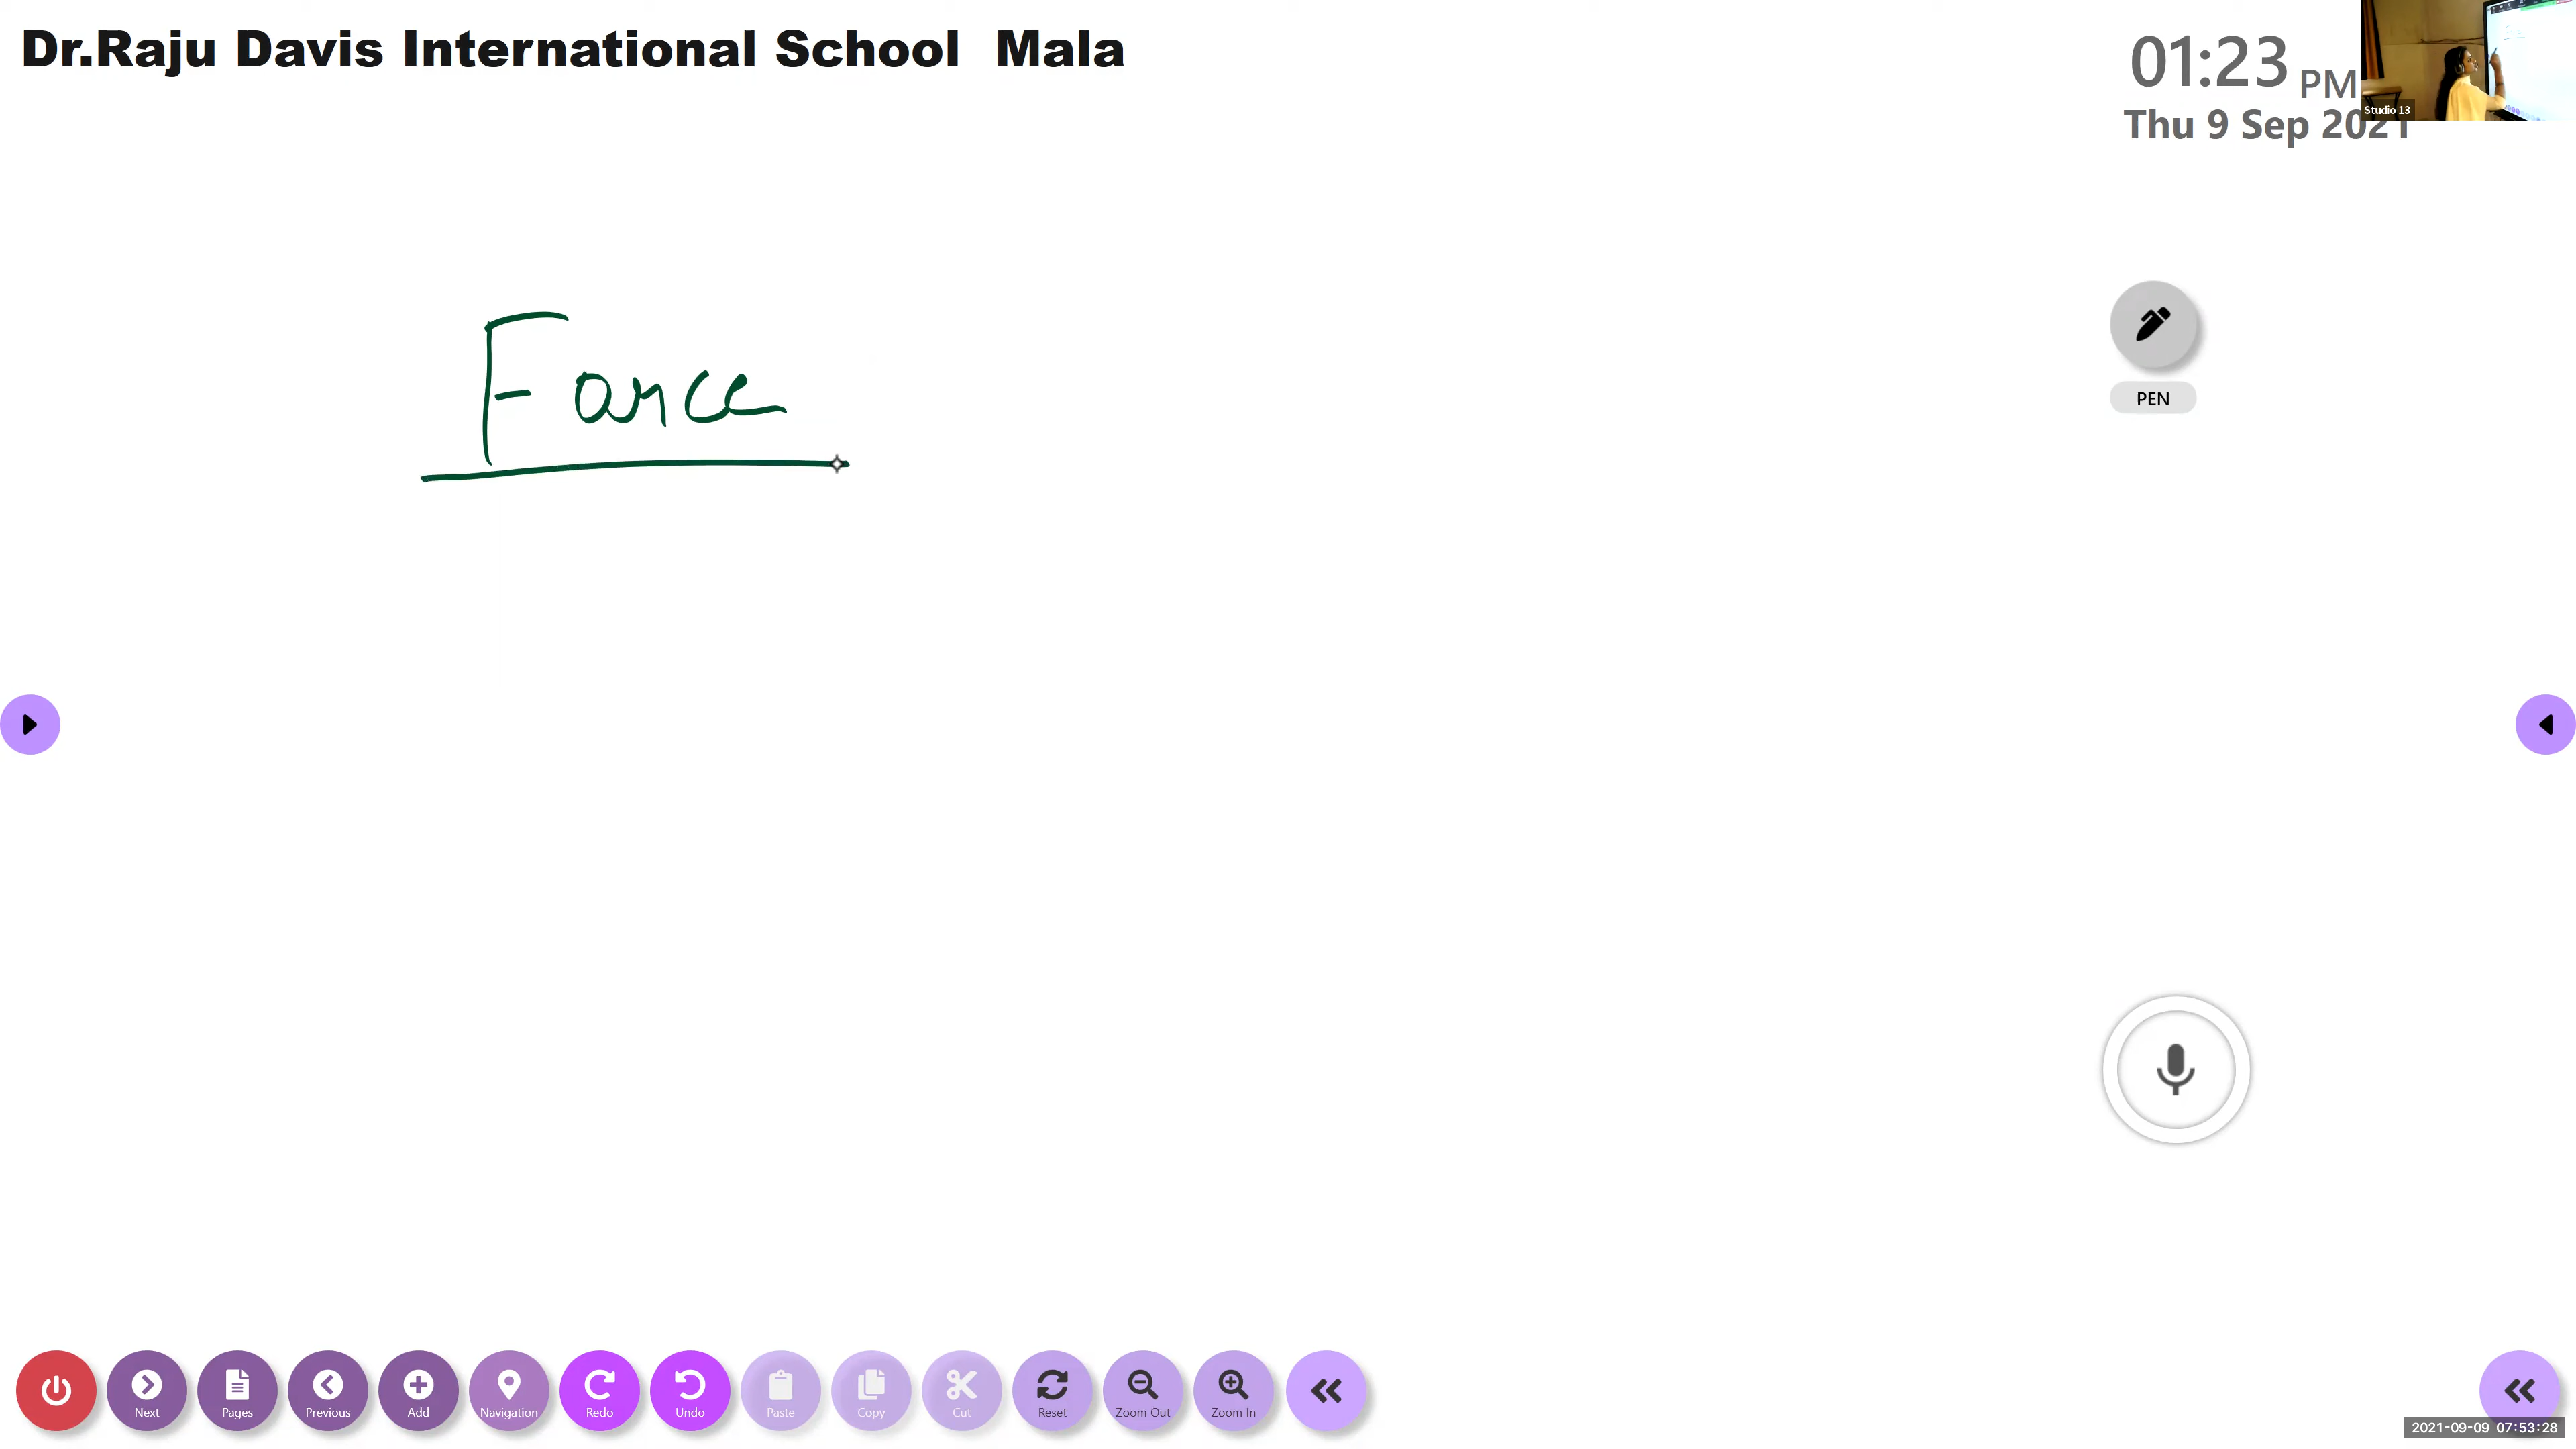 Dr.Raju Davis International School Mala
01:23 PM
Thu 9 Sep 2021
Studio 13
Force
PEN
Next
Pages
Previous
Add
Navigation
Redo
Undo
Paste
Copy
Cut
Reset
Zoom Out
Zoom In
2021-09-09 07:53:28